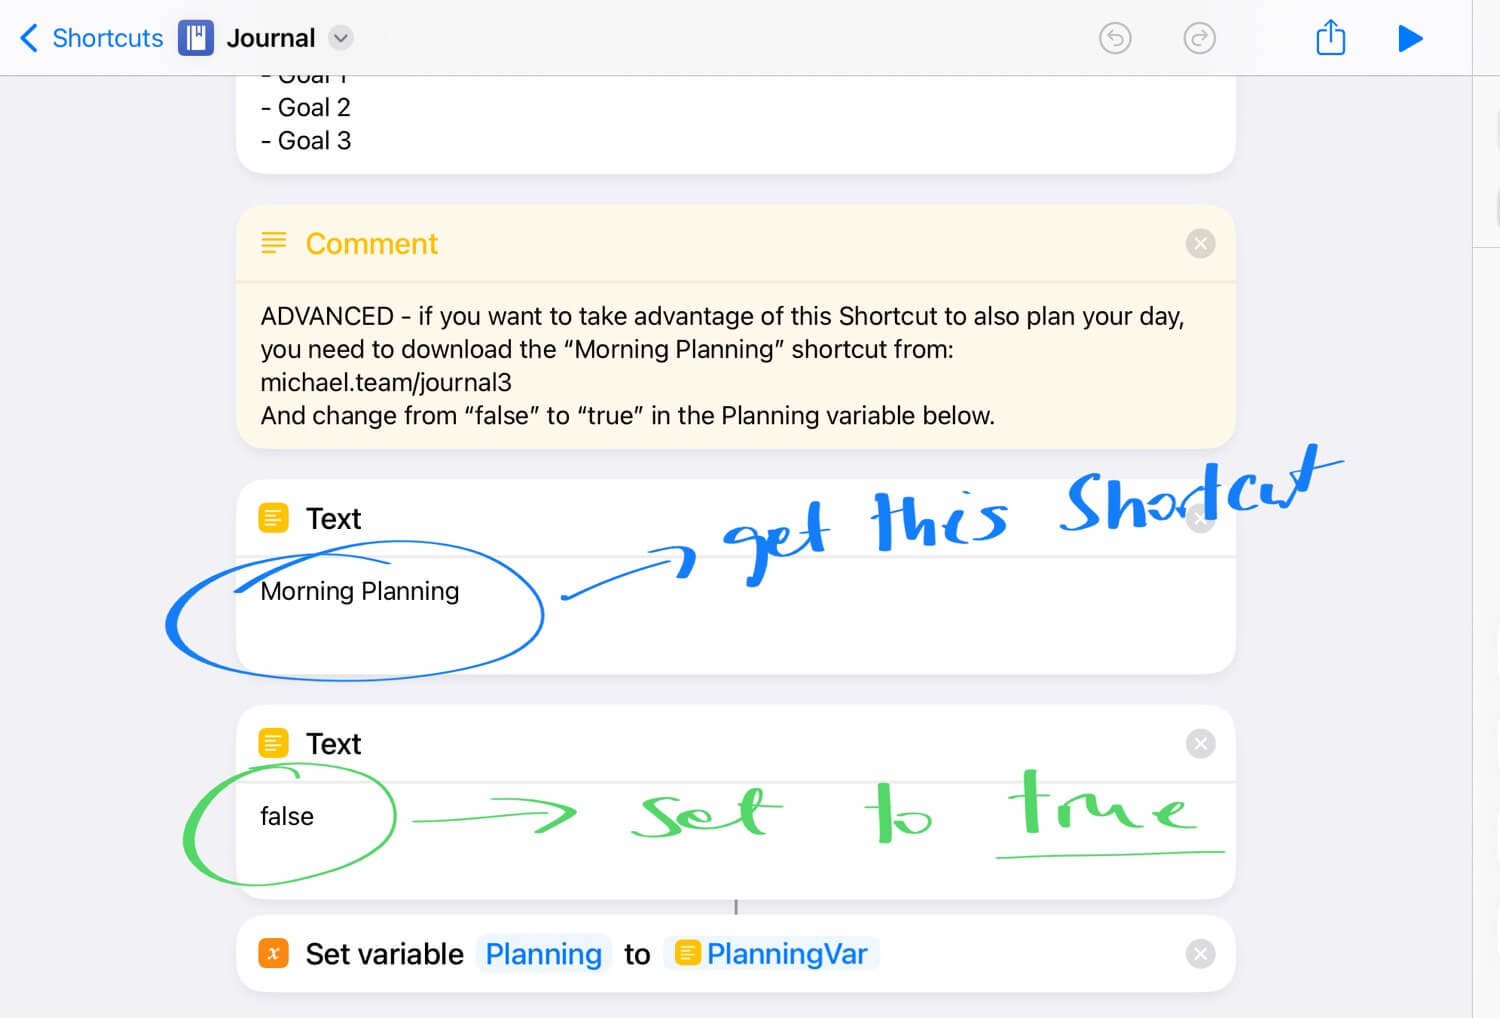 Shortcuts Journal
- Goal 1
- Goal 2
- Goal 3
Comment
ADVANCED - if you want to take advantage of this Shortcut to also plan your day,
you need to download the “Morning Planning” shortcut from:
michael.team/journal3
And change from “false” to “true” in the Planning variable below.
Text
get this Shortcut
Morning Planning
Text
false
set to true
Set variable Planning to PlanningVar